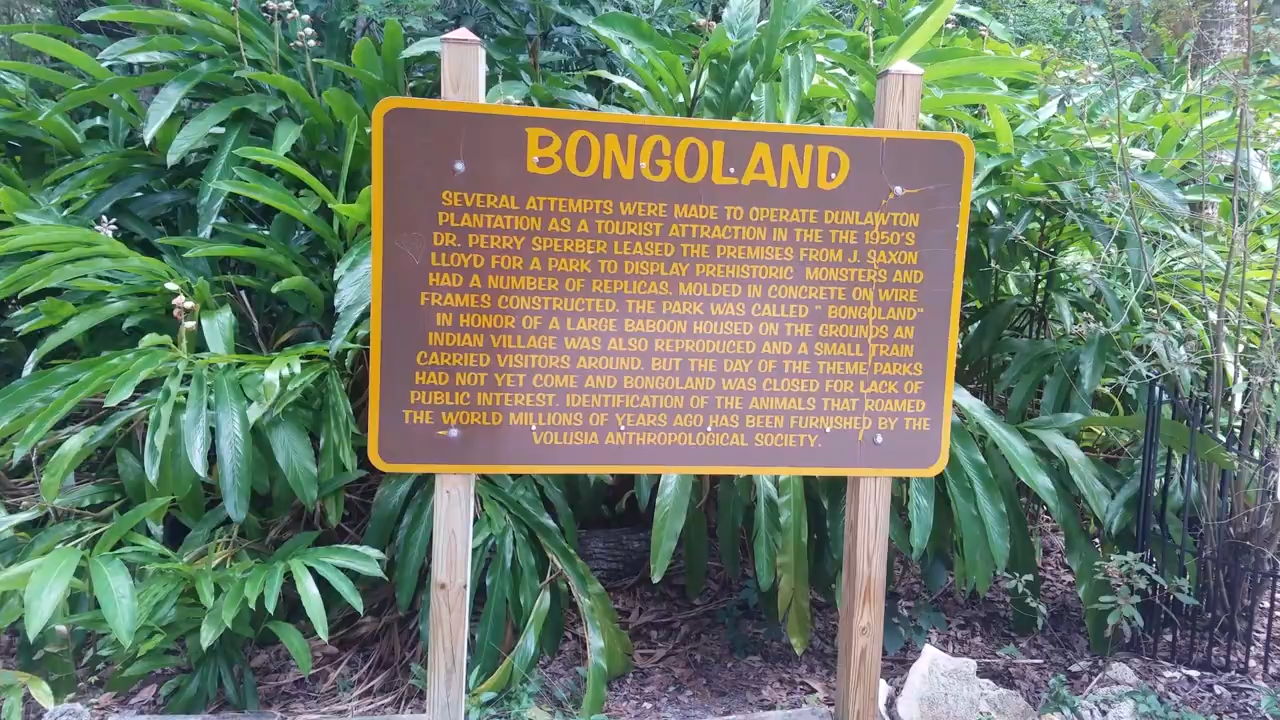 BONGOLAND
SEVERAL ATTEMPTS WERE MADE TO OPERATE DUNLAWTON
PLANTATION AS A TOURIST ATTRACTION IN THE THE 1950'S
DR. PERRY SPERBER LEASED THE PREMISES FROM J. SAXON
LLOYD FOR A PARK TO DISPLAY PREHISTORIC MONSTERS AND
HAD A NUMBER OF REPLICAS. MOLDED IN CONCRETE ON WIRE
FRAMES CONSTRUCTED. THE PARK WAS CALLED " BONGOLAND"
IN HONOR OF A LARGE BABOON HOUSED ON THE GROUNDS AN
INDIAN VILLAGE WAS ALSO REPRODUCED AND A SMALL TRAIN
CARRIED VISITORS AROUND. BUT THE DAY OF THE THEME PARKS
HAD NOT YET COME AND BONGOLAND WAS CLOSED FOR LACK OF
PUBLIC INTEREST. IDENTIFICATION OF THE ANIMALS THAT ROAMED
THE WORLD MILLIONS OF YEARS AGO HAS BEEN FURNISHED BY THE
VOLUSIA ANTHROPOLOGICAL SOCIETY.